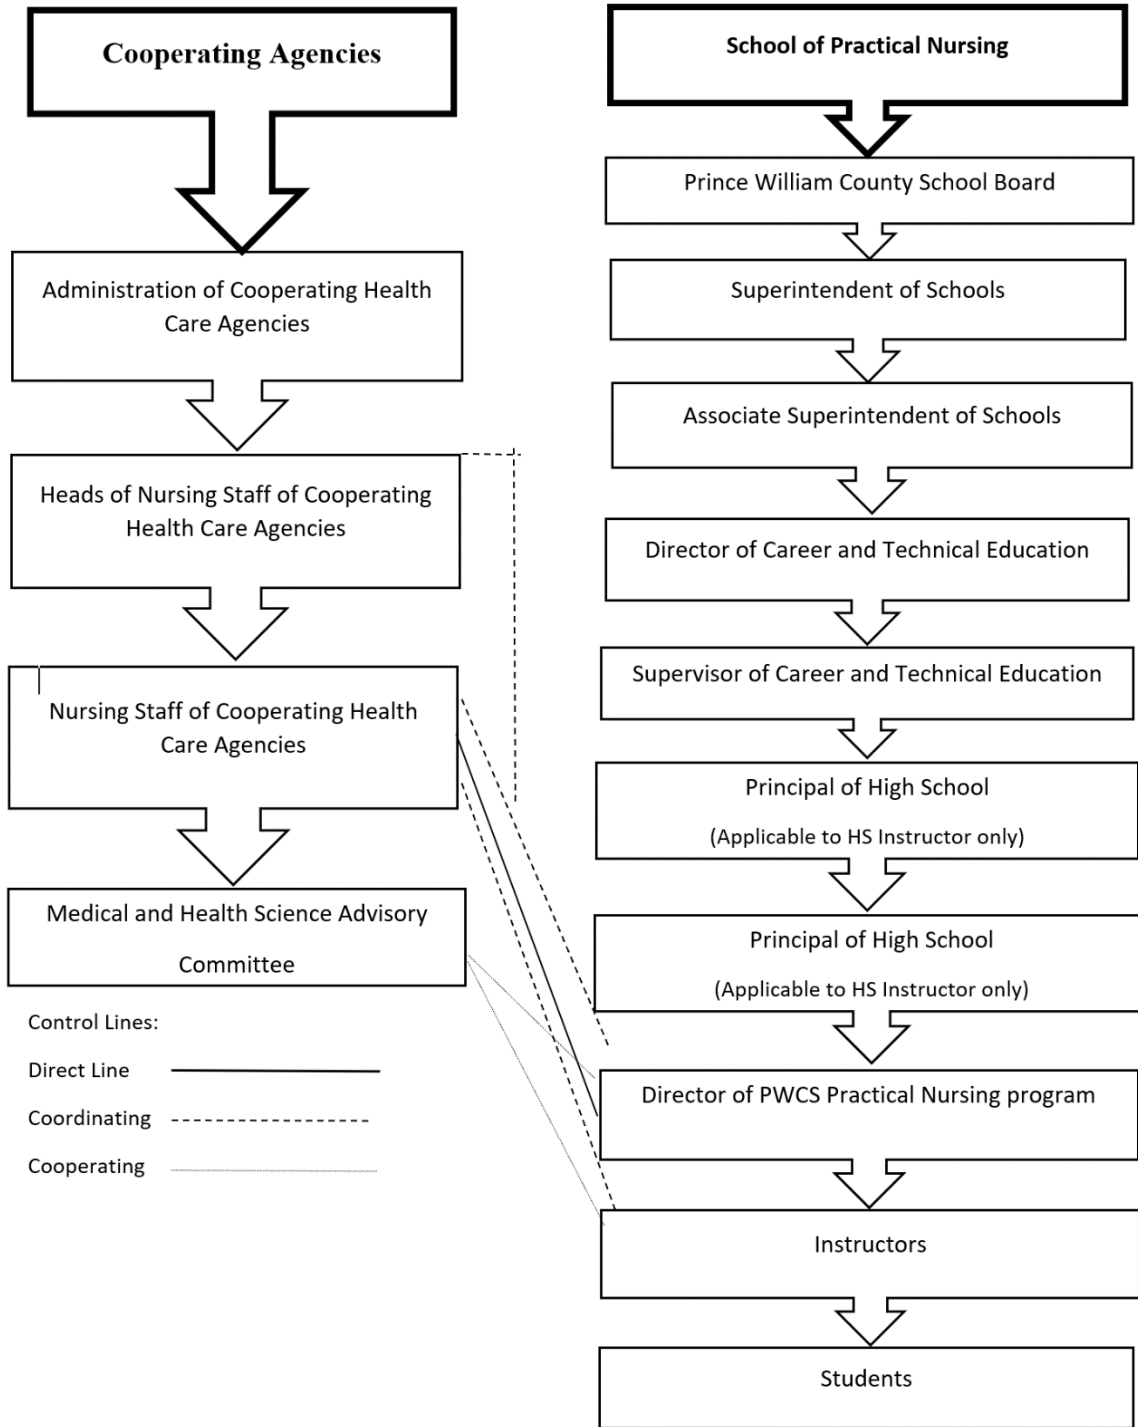 Cooperating Agencies
Administration of Cooperating Health
Care Agencies
Heads of Nursing Staff of Cooperating
Health Care Agencies
Nursing Staff of Cooperating Health
Care Agencies
Medical and Health Science Advisory
Committee
Control Lines:
Direct Line
Coordinating
Cooperating
School of Practical Nursing
Prince William County School Board
Superintendent of Schools
Associate Superintendent of Schools
Director of Career and Technical Education
Supervisor of Career and Technical Education
Principal of High School
(Applicable to HS Instructor only)
Principal of High School
(Applicable to HS Instructor only)
Director of PWCS Practical Nursing program
Instructors
Students